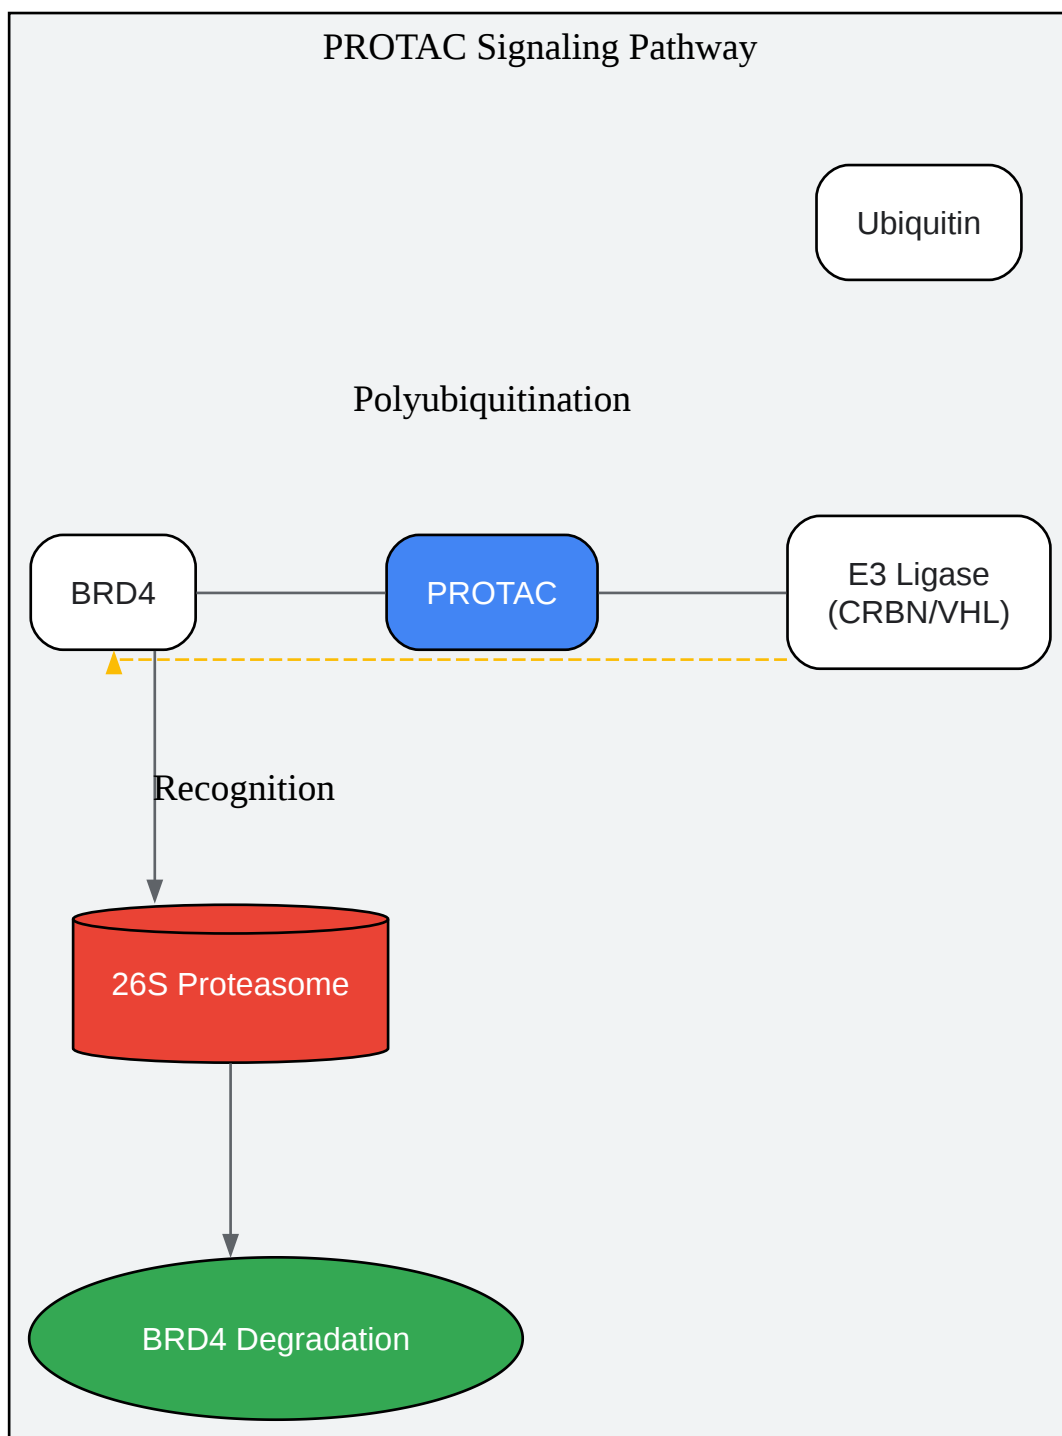 PROTAC Signaling Pathway
Ubiquitin
Polyubiquitination
BRD4
PROTAC
E3 Ligase
(CRBN/VHL)
Recognition
26S Proteasome
BRD4 Degradation